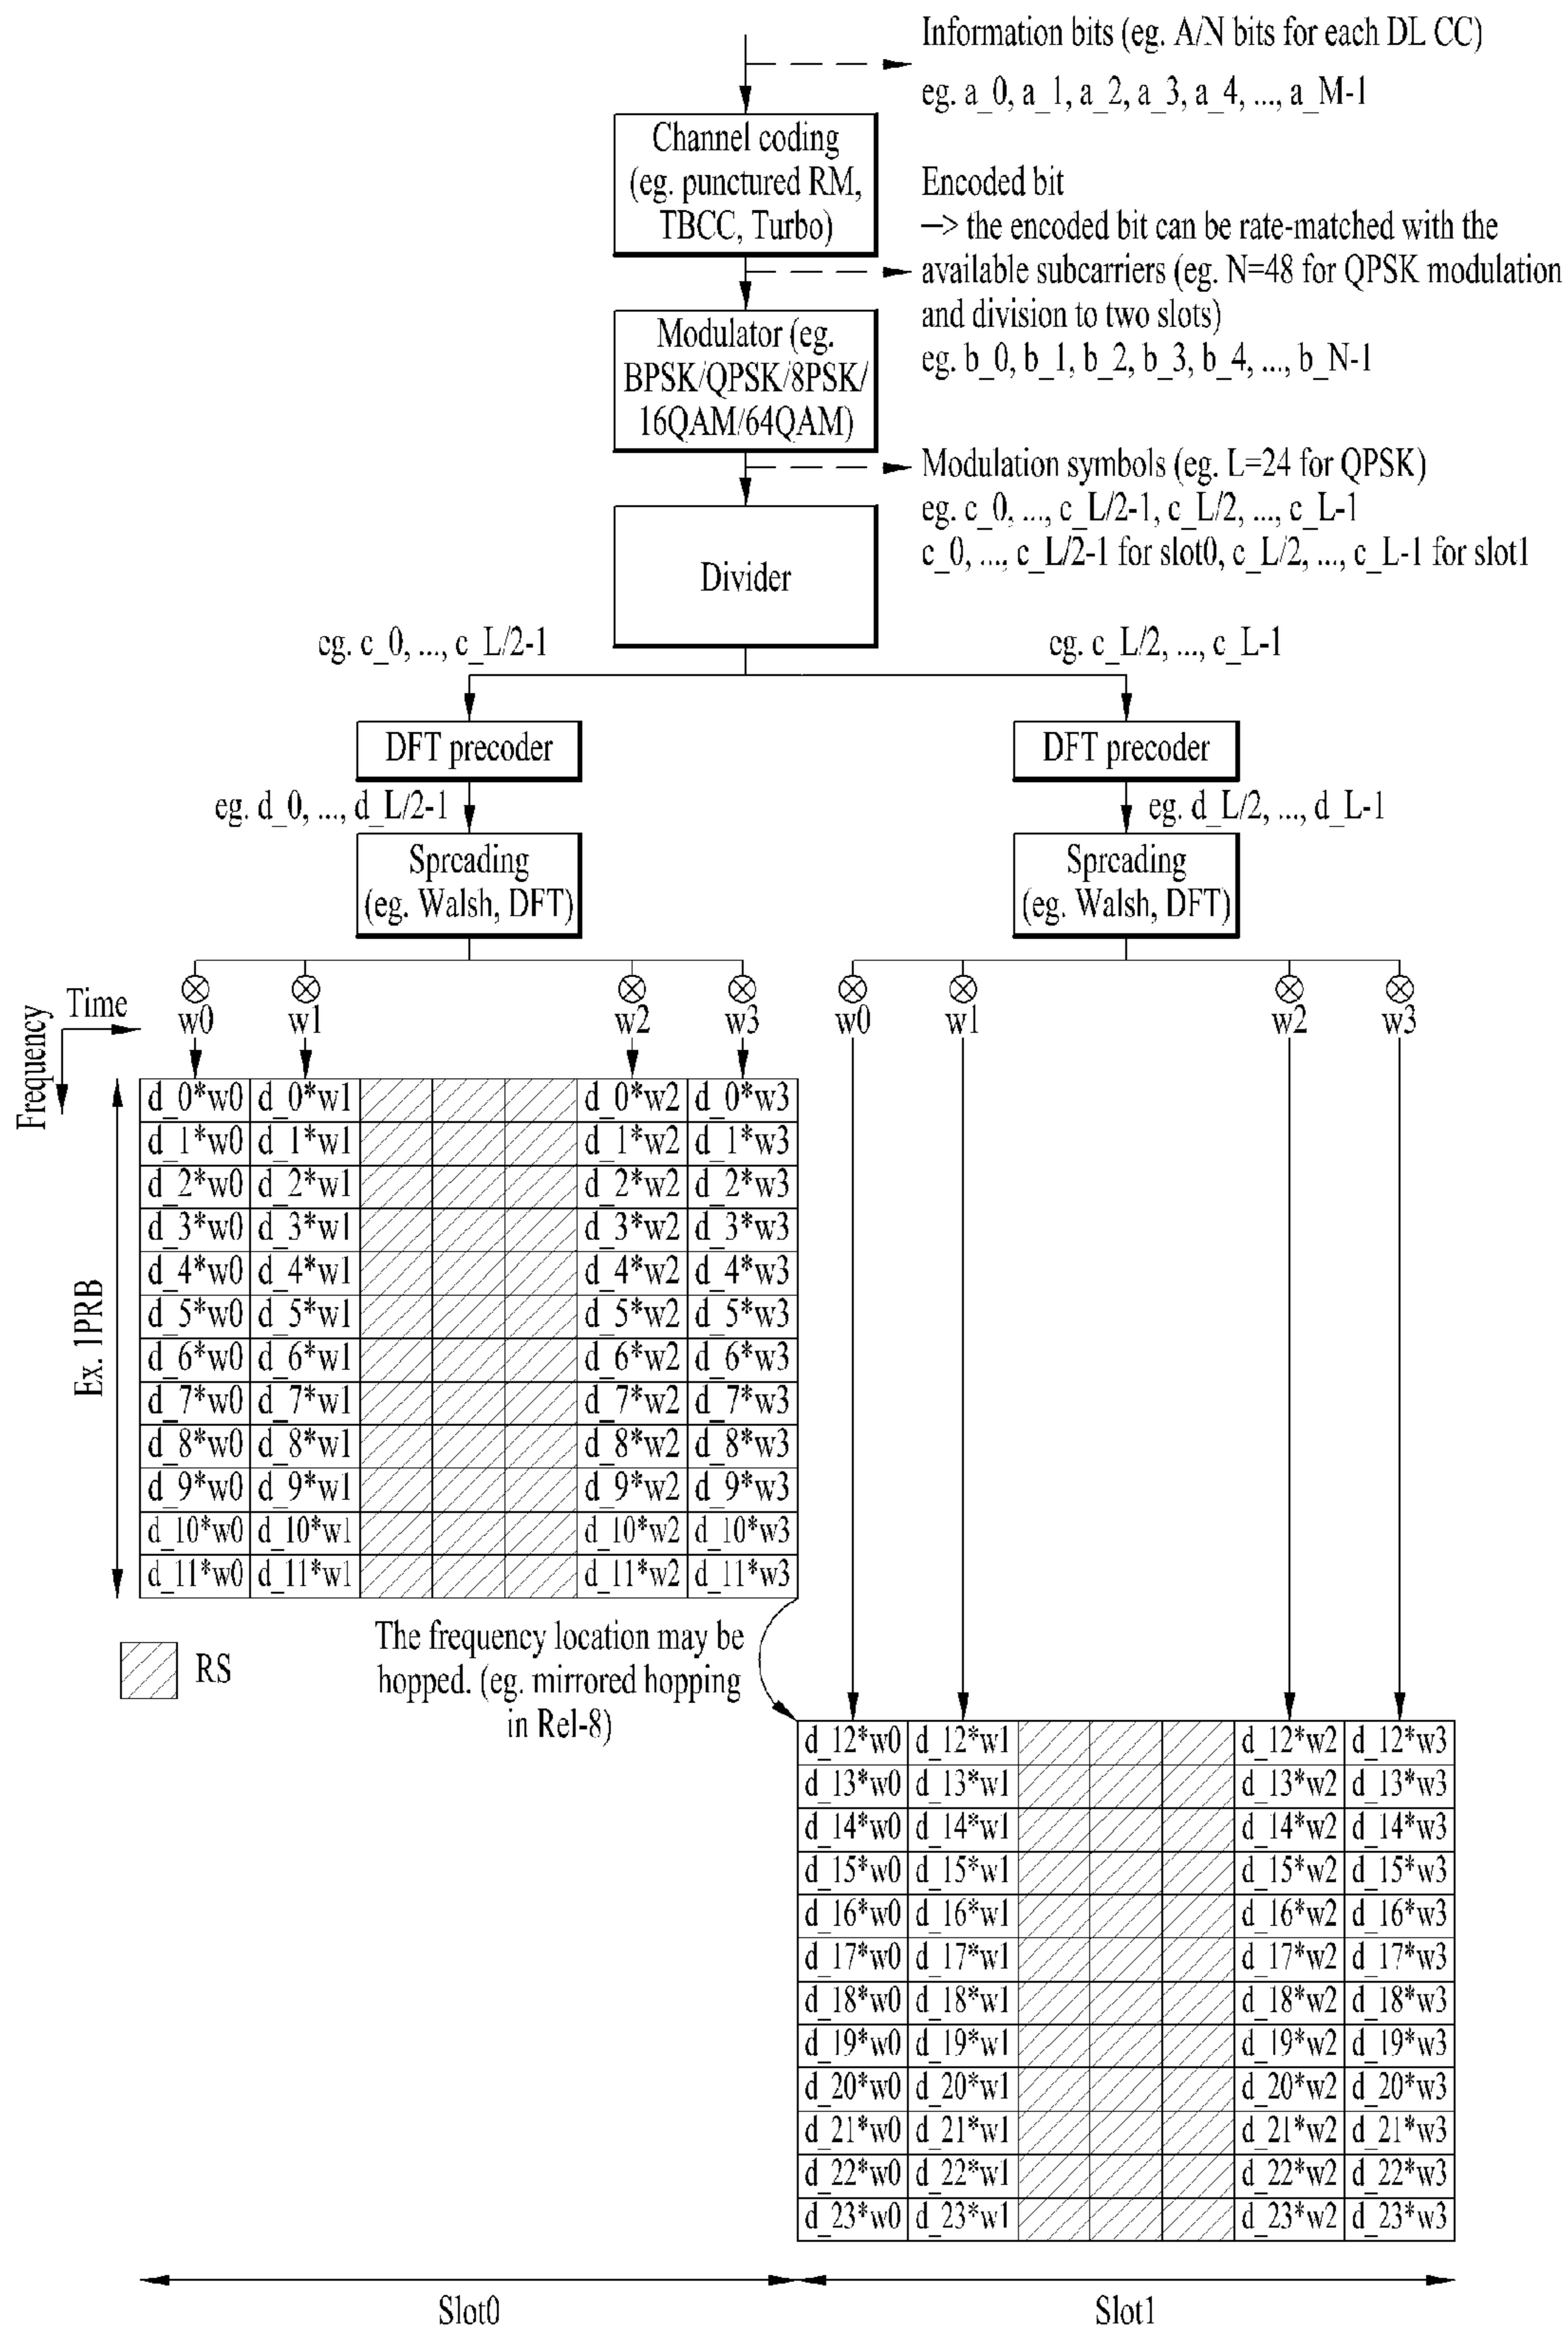 Information bits (eg. A/N bits for each DL CC)
eg. a_0, a_1, a_2, a_3, a_4, ..., a_M-1
Channel coding
(eg. punctured RM,
TBCC, Turbo)
Encoded bit
–> the encoded bit can be rate-matched with the
available subcarriers (eg. N=48 for QPSK modulation
and division to two slots)
eg. b_0, b_1, b_2, b_3, b_4, ..., b_N-1
Modulator (eg.
BPSK/QPSK/8PSK/
16QAM/64QAM)
Modulation symbols (eg. L=24 for QPSK)
eg. c_0, ..., c_L/2-1, c_L/2, ..., c_L-1
c_0, ..., c_L/2-1 for slot0, c_L/2, ..., c_L-1 for slot1
Divider
eg. c_0, ..., c_L/2-1
eg. c_L/2, ..., c_L-1
DFT precoder
DFT precoder
eg. d_0, ..., d_L/2-1
eg. d_L/2, ..., d_L-1
Spreading
(eg. Walsh, DFT)
Spreading
(eg. Walsh, DFT)
Time
Frequency
w0 w1 w2 w3 w0 w1 w2 w3
Ex. 1PRB
d_0*w0 d_0*w1 d_0*w2 d_0*w3
d_1*w0 d_1*w1 d_1*w2 d_1*w3
d_2*w0 d_2*w1 d_2*w2 d_2*w3
d_3*w0 d_3*w1 d_3*w2 d_3*w3
d_4*w0 d_4*w1 d_4*w2 d_4*w3
d_5*w0 d_5*w1 d_5*w2 d_5*w3
d_6*w0 d_6*w1 d_6*w2 d_6*w3
d_7*w0 d_7*w1 d_7*w2 d_7*w3
d_8*w0 d_8*w1 d_8*w2 d_8*w3
d_9*w0 d_9*w1 d_9*w2 d_9*w3
d_10*w0 d_10*w1 d_10*w2 d_10*w3
d_11*w0 d_11*w1 d_11*w2 d_11*w3
RS
The frequency location may be
hopped. (eg. mirrored hopping
in Rel-8)
d_12*w0 d_12*w1 d_12*w2 d_12*w3
d_13*w0 d_13*w1 d_13*w2 d_13*w3
d_14*w0 d_14*w1 d_14*w2 d_14*w3
d_15*w0 d_15*w1 d_15*w2 d_15*w3
d_16*w0 d_16*w1 d_16*w2 d_16*w3
d_17*w0 d_17*w1 d_17*w2 d_17*w3
d_18*w0 d_18*w1 d_18*w2 d_18*w3
d_19*w0 d_19*w1 d_19*w2 d_19*w3
d_20*w0 d_20*w1 d_20*w2 d_20*w3
d_21*w0 d_21*w1 d_21*w2 d_21*w3
d_22*w0 d_22*w1 d_22*w2 d_22*w3
d_23*w0 d_23*w1 d_23*w2 d_23*w3
Slot0
Slot1